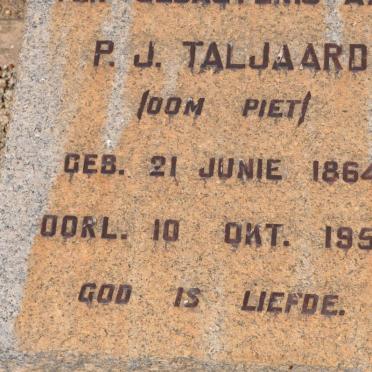 P. J. TALJAARD
/OOM PIET/
GEB. 21 JUNIE 1864
OORL. 10 OKT. 195
GOD IS LIEFDE.